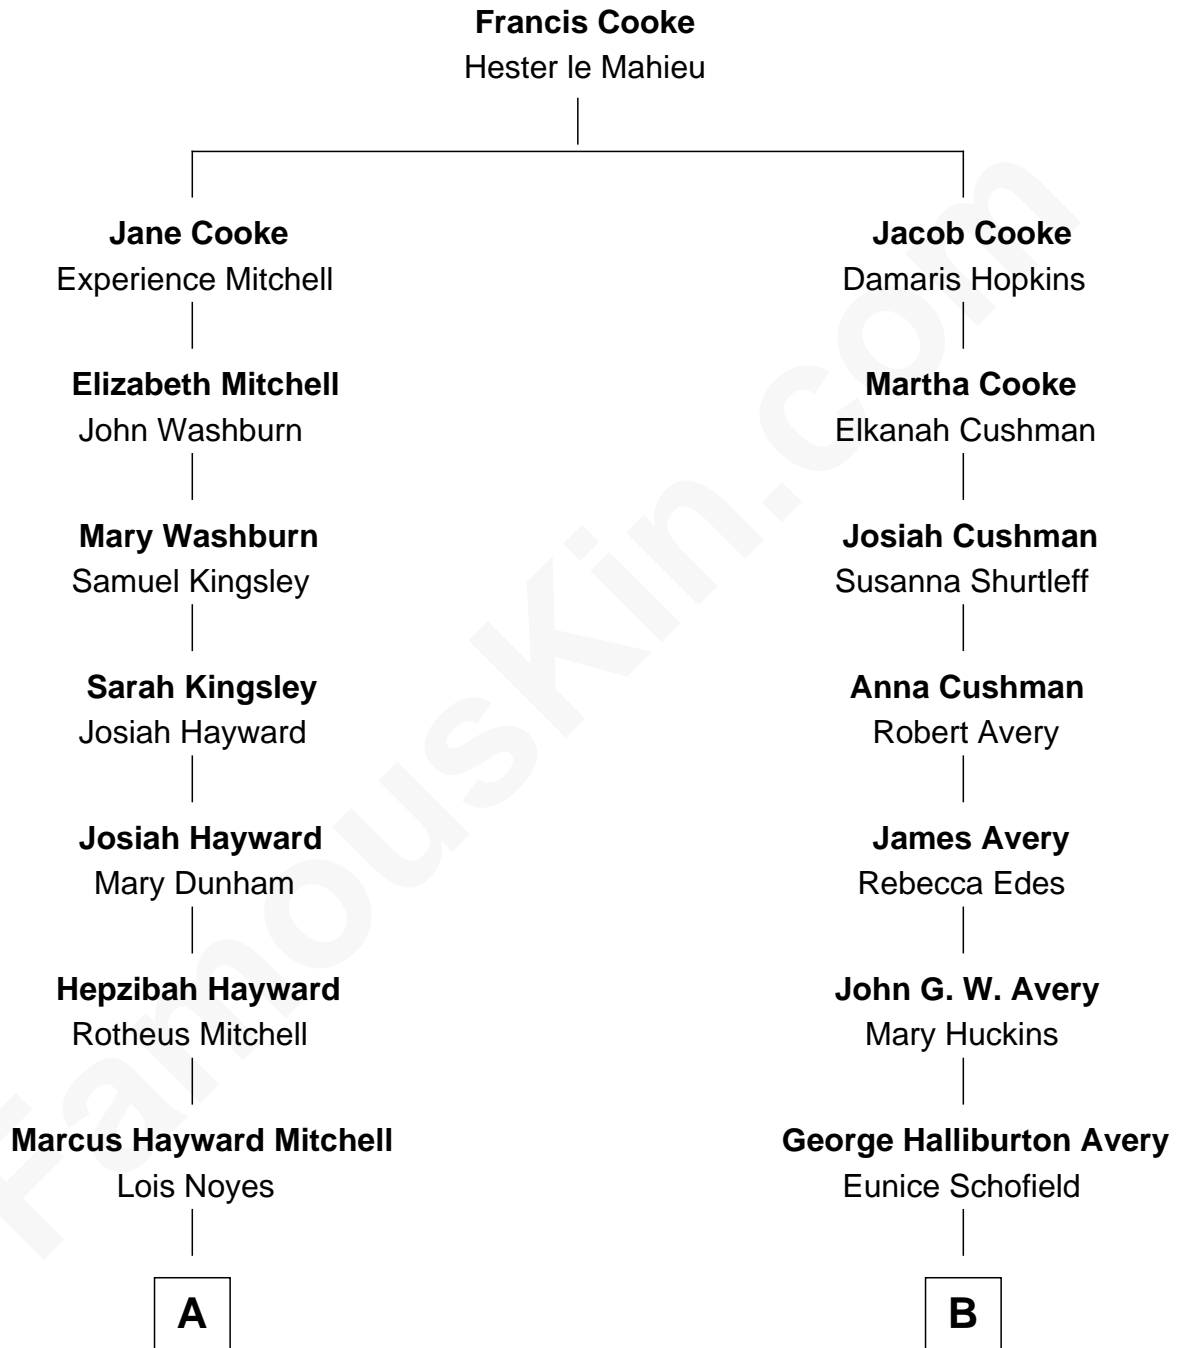 Francis Cooke
Hester le Mahieu
Jane Cooke
Experience Mitchell
Jacob Cooke
Damaris Hopkins
Elizabeth Mitchell
John Washburn
Martha Cooke
Elkanah Cushman
Mary Washburn
Samuel Kingsley
Josiah Cushman
Susanna Shurtleff
Sarah Kingsley
Josiah Hayward
Anna Cushman
Robert Avery
Josiah Hayward
Mary Dunham
James Avery
Rebecca Edes
Hepzibah Hayward
Rotheus Mitchell
John G. W. Avery
Mary Huckins
Marcus Hayward Mitchell
Lois Noyes
George Halliburton Avery
Eunice Schofield
A
B
FamousKin.com